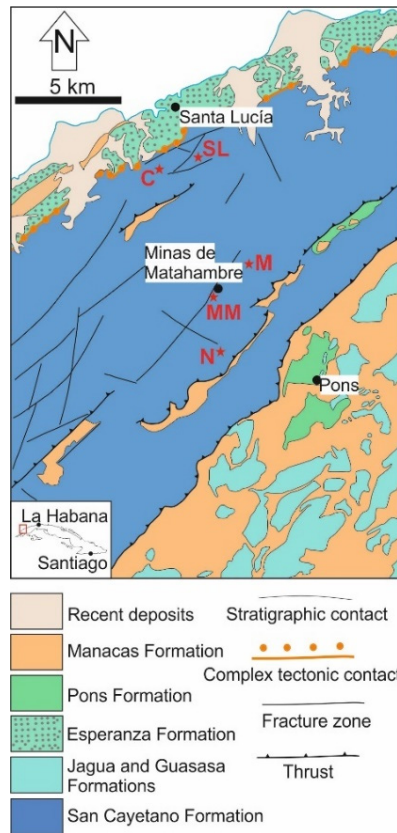 N
5 km
Santa Lucía
SL
C
Minas de
Matahambre
M
MM
N
Pons
La Habana
Santiago
Recent deposits
Stratigraphic contact
Manacas Formation
Complex tectonic contact
Pons Formation
Fracture zone
Esperanza Formation
Thrust
Jagua and Guasasa
Formations
San Cayetano Formation